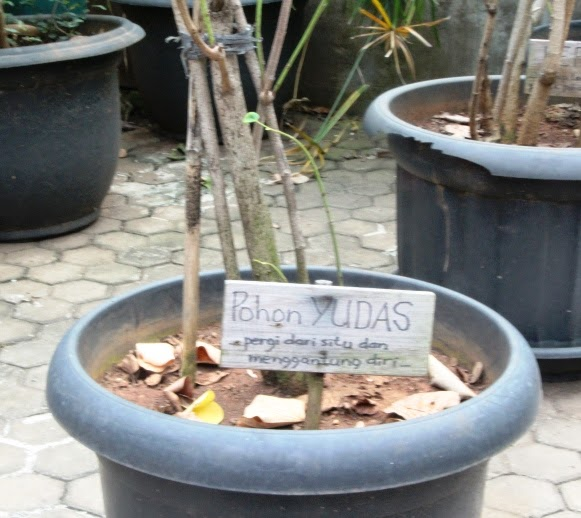 Pohon YUDAS
pergi dari situ dan
menggantung diri...